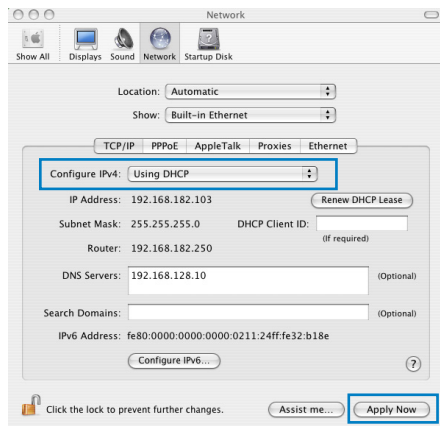 Network
Show All Displays Sound Network Startup Disk
Location: Automatic
Show: Built-in Ethernet
TCP/IP PPPoE AppleTalk Proxies Ethernet
Configure IPv4: Using DHCP
IP Address: 192.168.182.103 Renew DHCP Lease
Subnet Mask: 255.255.255.0 DHCP Client ID:
(If required)
Router: 192.168.182.250
DNS Servers: 192.168.128.10 (Optional)
Search Domains: (Optional)
IPv6 Address: fe80:0000:0000:0000:0211:24ff:fe32:b18e
Configure IPv6... ?
Click the lock to prevent further changes. Assist me... Apply Now